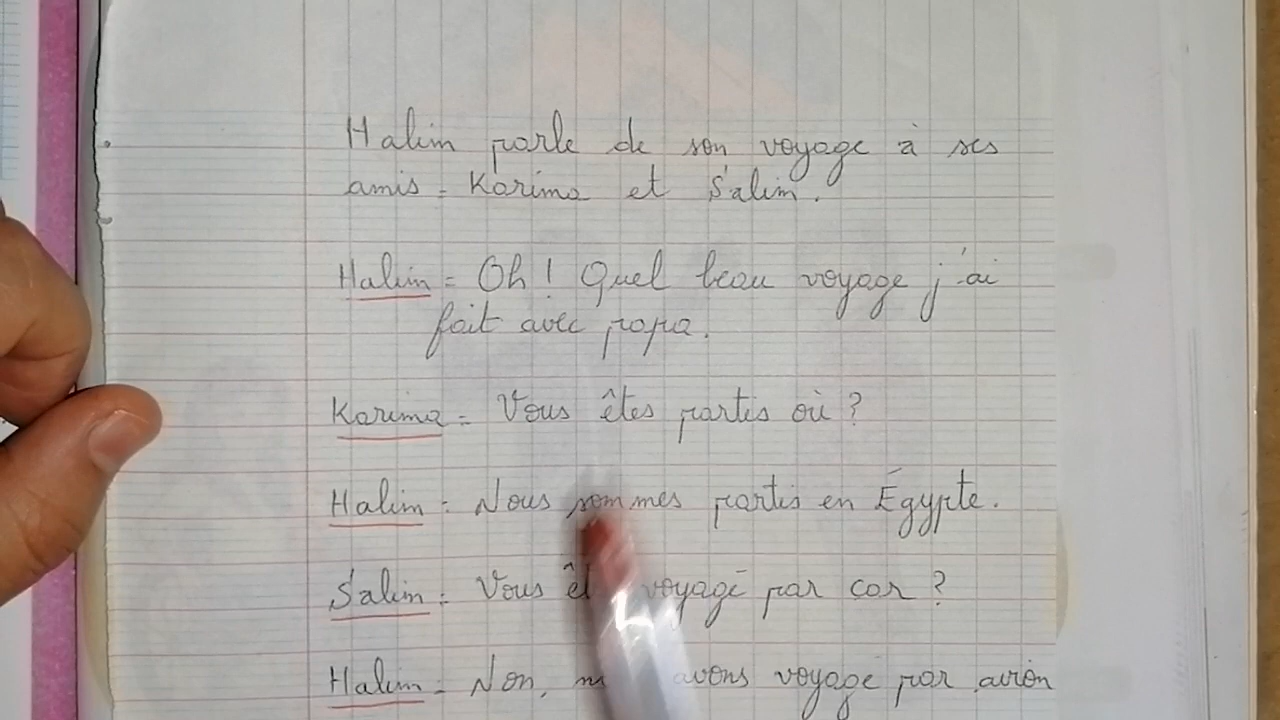 Halim parle de son voyage à ses
amis = Karima et Salim.
Halim = Oh ! Quel beau voyage j'ai
fait avec papa.
Karima = Vous êtes partis où ?
Halim = Nous sommes partis en Égypte.
Salim = Vous voyagé par car ?
Halim = Non, avons voyagé par avion